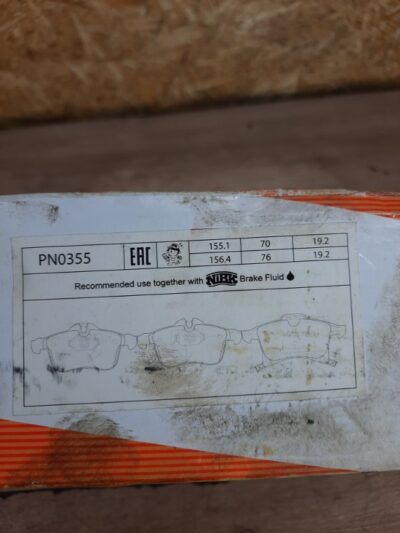 PN0355 EAC 155.1 70 19.2
156.4 76 19.2
Recommended use together with NiBK Brake Fluid